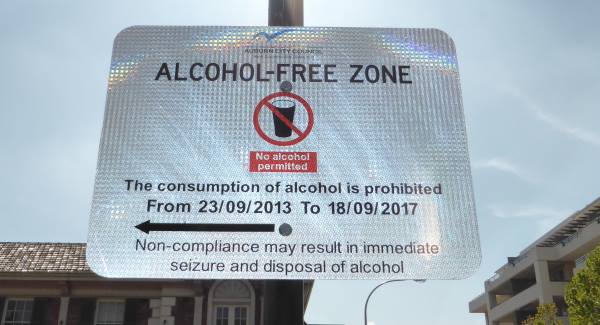 AUBURN CITY COUNCIL
ALCOHOL-FREE ZONE
No alcohol
permitted
The consumption of alcohol is prohibited
From 23/09/2013 To 18/09/2017
Non-compliance may result in immediate
seizure and disposal of alcohol